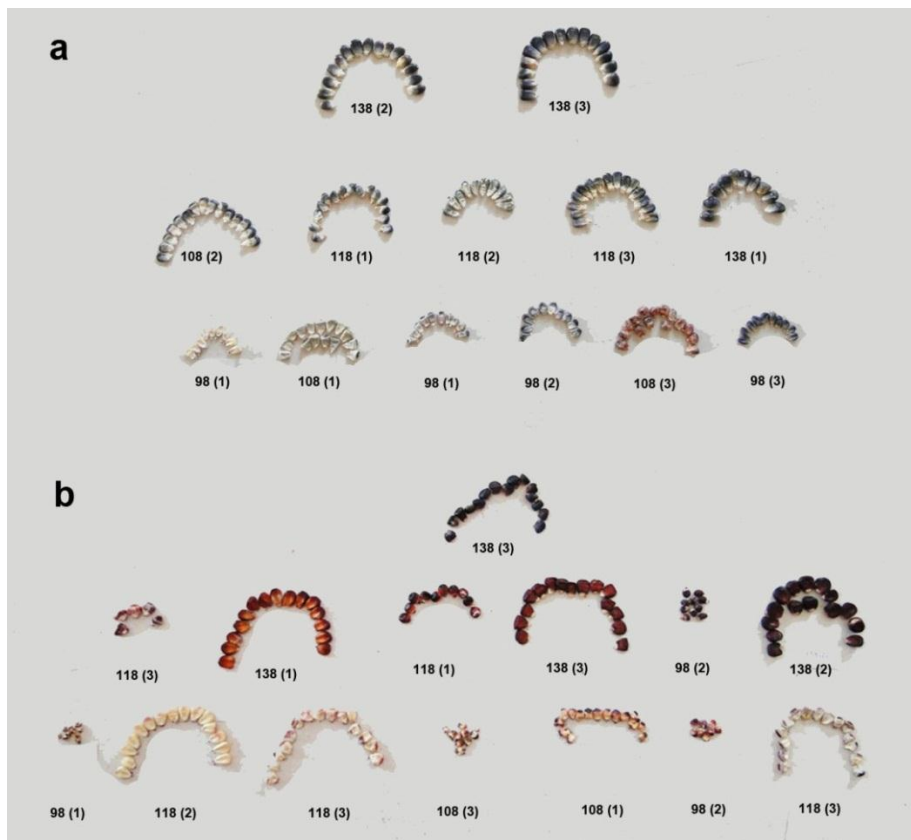 a
138 (2) 138 (3)
108 (2) 118 (1) 118 (2) 118 (3) 138 (1)
98 (1) 108 (1) 98 (1) 98 (2) 108 (3) 98 (3)
b
138 (3)
118 (3) 138 (1) 118 (1) 138 (3) 98 (2) 138 (2)
98 (1) 118 (2) 118 (3) 108 (3) 108 (1) 98 (2) 118 (3)